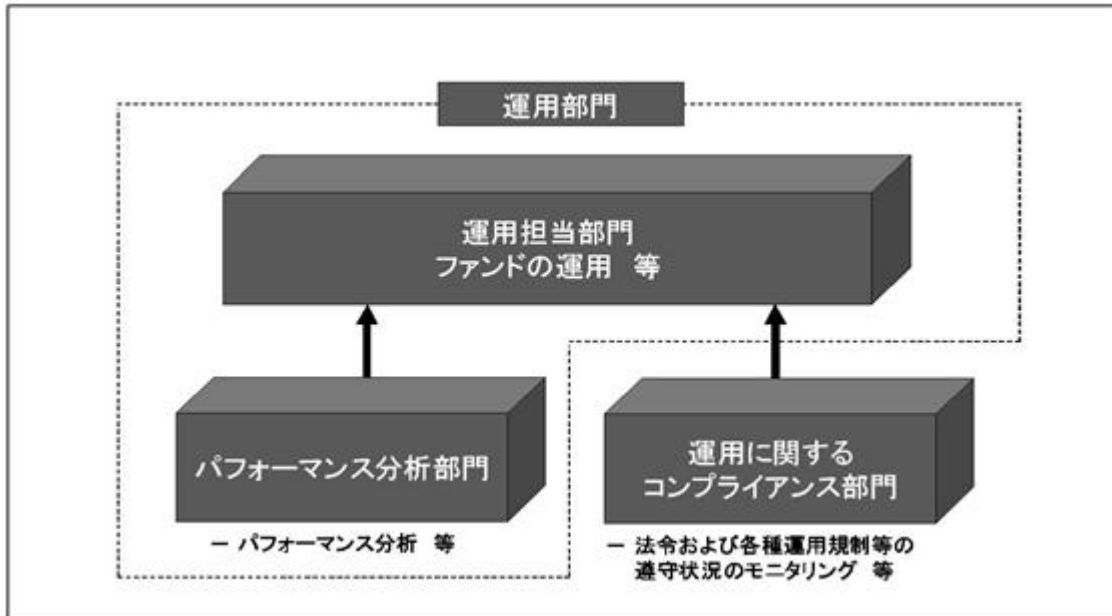 運用部門
運用担当部門
ファンドの運用 等
パフォーマンス分析部門
− パフォーマンス分析 等
運用に関する
コンプライアンス部門
− 法令および各種運用規制等の
遵守状況のモニタリング 等